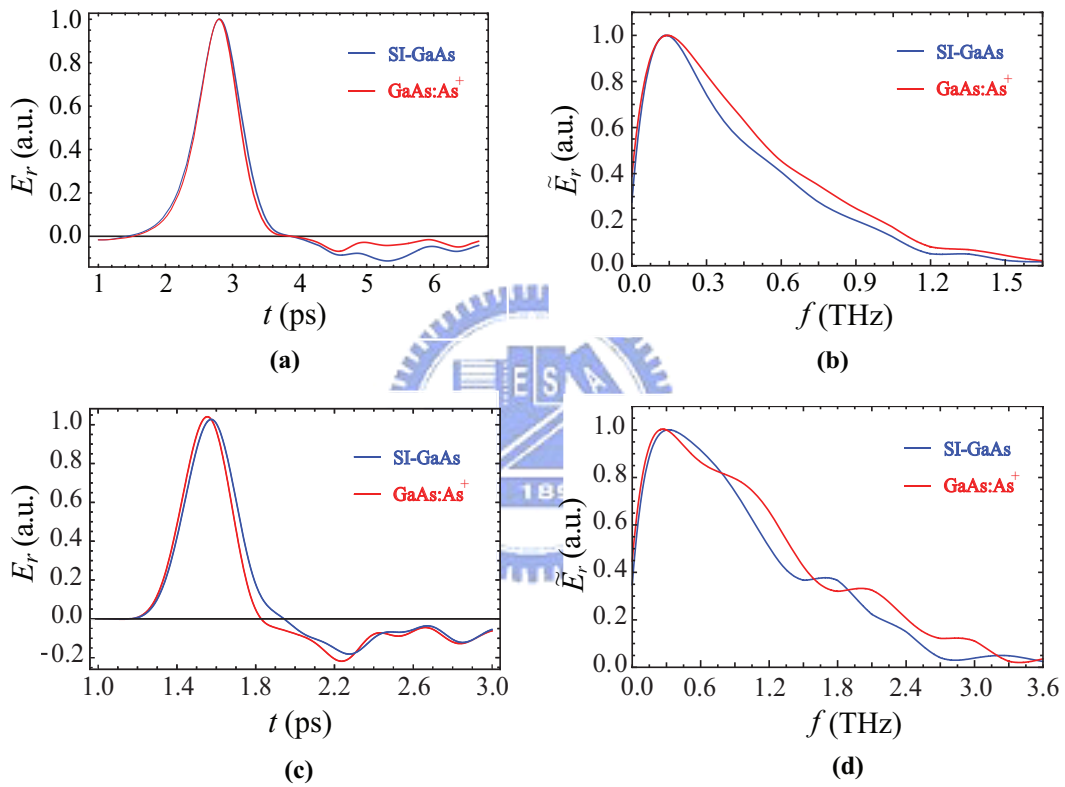 1.0
0.8
0.6
0.4
0.2
0.0
E_r (a.u.)
SI-GaAs
GaAs:As⁺
1 2 3 4 5 6
t (ps)
(a)
1.0
0.8
0.6
0.4
0.2
0.0
Ẽ_r (a.u.)
SI-GaAs
GaAs:As⁺
0.0 0.3 0.6 0.9 1.2 1.5
f (THz)
(b)
E S A
189
1.0
0.8
0.6
0.4
0.2
0.0
-0.2
E_r (a.u.)
SI-GaAs
GaAs:As⁺
1.0 1.4 1.8 2.2 2.6 3.0
t (ps)
(c)
1.0
0.8
0.6
0.4
0.2
0.0
Ẽ_r (a.u.)
SI-GaAs
GaAs:As⁺
0.0 0.6 1.2 1.8 2.4 3.0 3.6
f (THz)
(d)